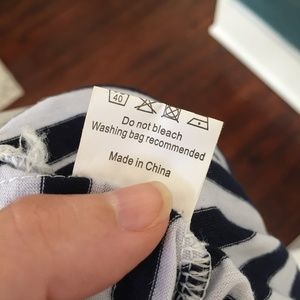 40
Do not bleach
Washing bag recommended
Made in China